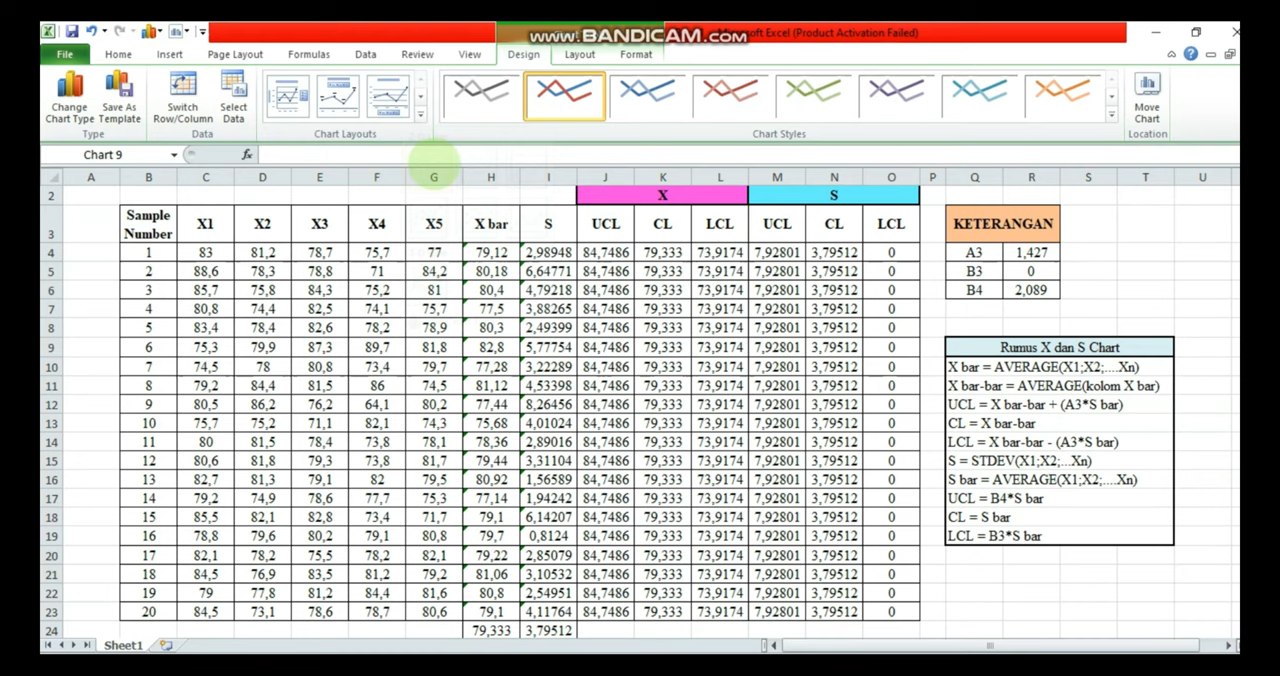 www.BANDICAM.com
Microsoft Excel (Product Activation Failed)
File Home Insert Page Layout Formulas Data Review View Design Layout Format
Change Chart Type
Save As Template
Switch Row/Column
Select Data
Move Chart
Type Data Chart Layouts Chart Styles Location
Chart 9 fx
A B C D E F G H I J K L M N O P Q R S T U
2 X S
3 Sample Number X1 X2 X3 X4 X5 X bar S UCL CL LCL UCL CL LCL KETERANGAN
4 1 83 81,2 78,7 75,7 77 79,12 2,98948 84,7486 79,333 73,9174 7,92801 3,79512 0 A3 1,427
5 2 88,6 78,3 78,8 71 84,2 80,18 6,64771 84,7486 79,333 73,9174 7,92801 3,79512 0 B3 0
6 3 85,7 75,8 84,3 75,2 81 80,4 4,79218 84,7486 79,333 73,9174 7,92801 3,79512 0 B4 2,089
7 4 80,8 74,4 82,5 74,1 75,7 77,5 3,88265 84,7486 79,333 73,9174 7,92801 3,79512 0
8 5 83,4 78,4 82,6 78,2 78,9 80,3 2,49399 84,7486 79,333 73,9174 7,92801 3,79512 0
9 6 75,3 79,9 87,3 89,7 81,8 82,8 5,77754 84,7486 79,333 73,9174 7,92801 3,79512 0 Rumus X dan S Chart
10 7 74,5 78 80,8 73,4 79,7 77,28 3,22289 84,7486 79,333 73,9174 7,92801 3,79512 0 X bar = AVERAGE(X1;X2;....Xn)
11 8 79,2 84,4 81,5 86 74,5 81,12 4,53398 84,7486 79,333 73,9174 7,92801 3,79512 0 X bar-bar = AVERAGE(kolom X bar)
12 9 80,5 86,2 76,2 64,1 80,2 77,44 8,26456 84,7486 79,333 73,9174 7,92801 3,79512 0 UCL = X bar-bar + (A3*S bar)
13 10 75,7 75,2 71,1 82,1 74,3 75,68 4,01024 84,7486 79,333 73,9174 7,92801 3,79512 0 CL = X bar-bar
14 11 80 81,5 78,4 73,8 78,1 78,36 2,89016 84,7486 79,333 73,9174 7,92801 3,79512 0 LCL = X bar-bar - (A3*S bar)
15 12 80,6 81,8 79,3 73,8 81,7 79,44 3,31104 84,7486 79,333 73,9174 7,92801 3,79512 0 S = STDEV(X1;X2;...Xn)
16 13 82,7 81,3 79,1 82 79,5 80,92 1,56589 84,7486 79,333 73,9174 7,92801 3,79512 0 S bar = AVERAGE(X1;X2;....Xn)
17 14 79,2 74,9 78,6 77,7 75,3 77,14 1,94242 84,7486 79,333 73,9174 7,92801 3,79512 0 UCL = B4*S bar
18 15 85,5 82,1 82,8 73,4 71,7 79,1 6,14207 84,7486 79,333 73,9174 7,92801 3,79512 0 CL = S bar
19 16 78,8 79,6 80,2 79,1 80,8 79,7 0,8124 84,7486 79,333 73,9174 7,92801 3,79512 0 LCL = B3*S bar
20 17 82,1 78,2 75,5 78,2 82,1 79,22 2,85079 84,7486 79,333 73,9174 7,92801 3,79512 0
21 18 84,5 76,9 83,5 81,2 79,2 81,06 3,10532 84,7486 79,333 73,9174 7,92801 3,79512 0
22 19 79 77,8 81,2 84,4 81,6 80,8 2,54951 84,7486 79,333 73,9174 7,92801 3,79512 0
23 20 84,5 73,1 78,6 78,7 80,6 79,1 4,11764 84,7486 79,333 73,9174 7,92801 3,79512 0
24 79,333 3,79512
Sheet1